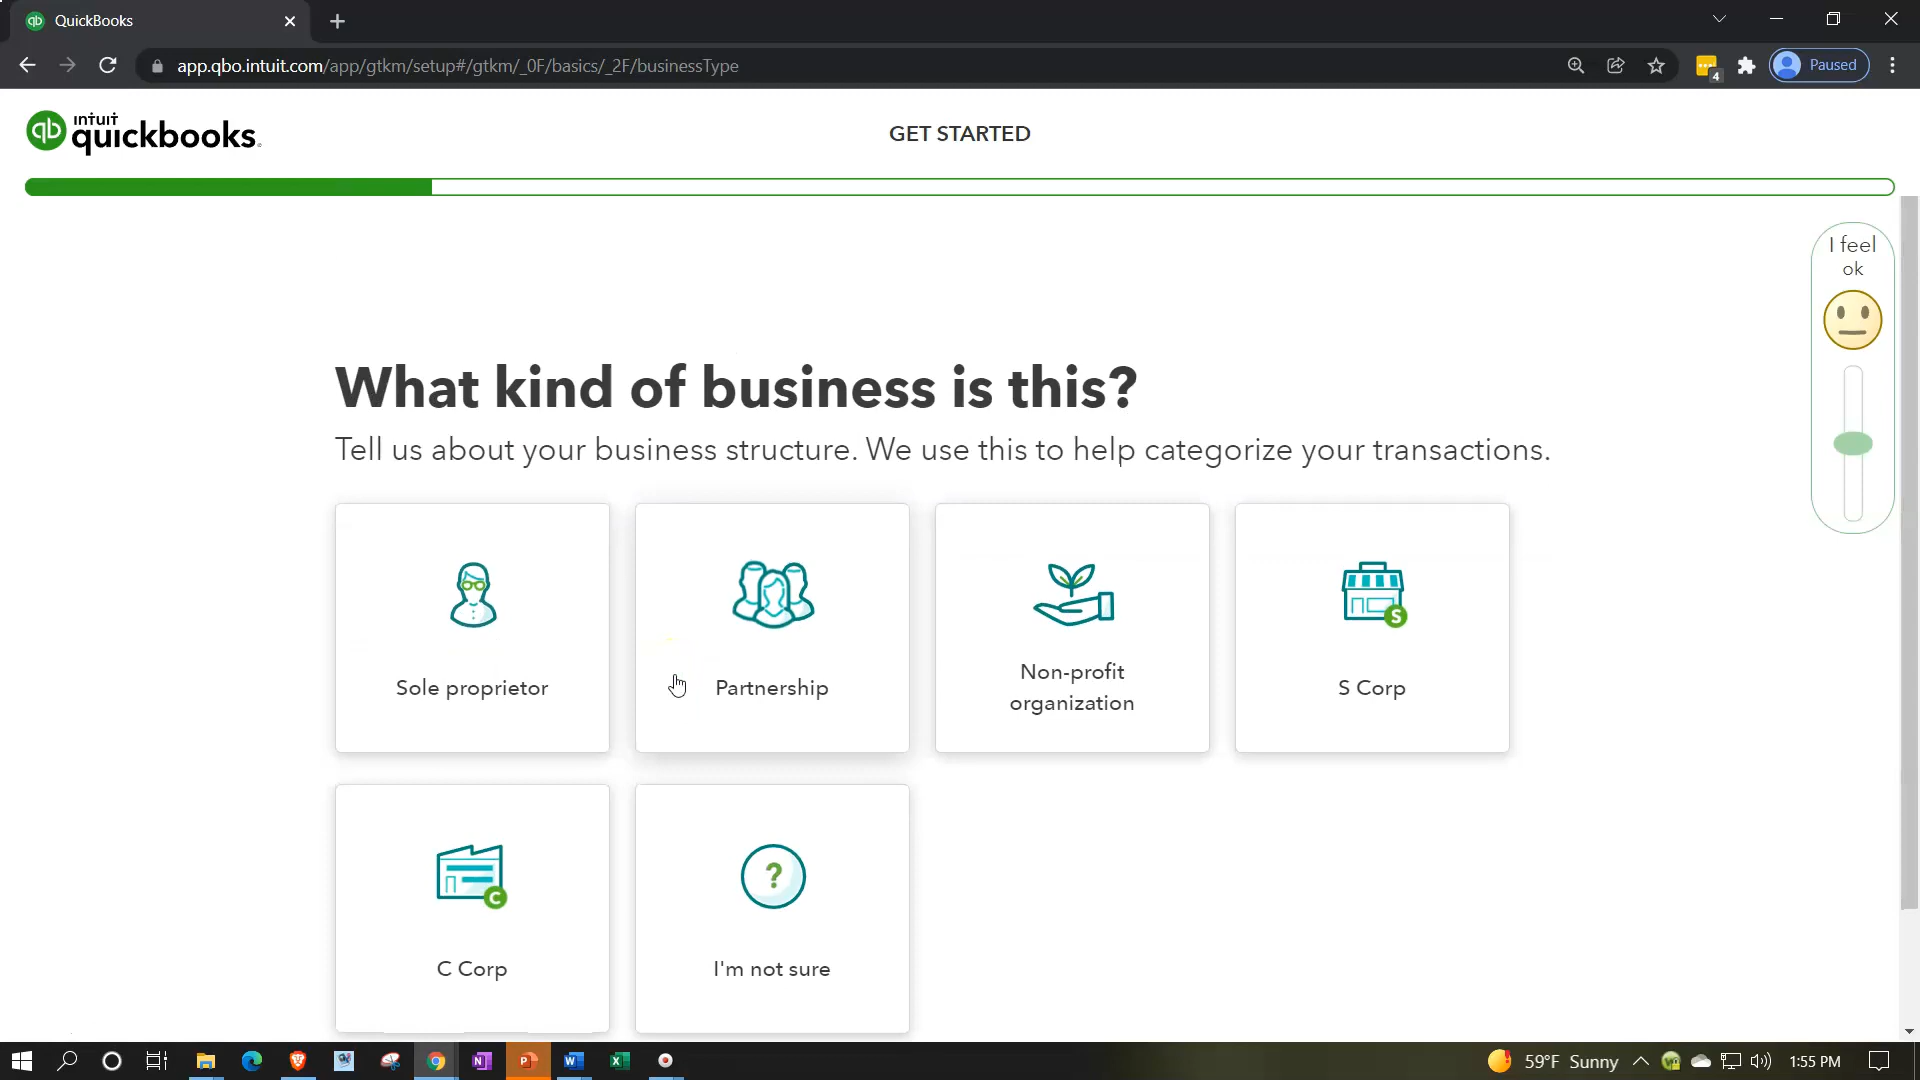 QuickBooks
app.qbo.intuit.com/app/gtkm/setup#/gtkm/_0F/basics/_2F/businessType
4
Paused
qb intuit quickbooks.
GET STARTED
I feel
ok
What kind of business is this?
Tell us about your business structure. We use this to help categorize your transactions.
Sole proprietor
Partnership
Non-profit
organization
S
S Corp
C
C Corp
?
I'm not sure
59°F Sunny
1:55 PM